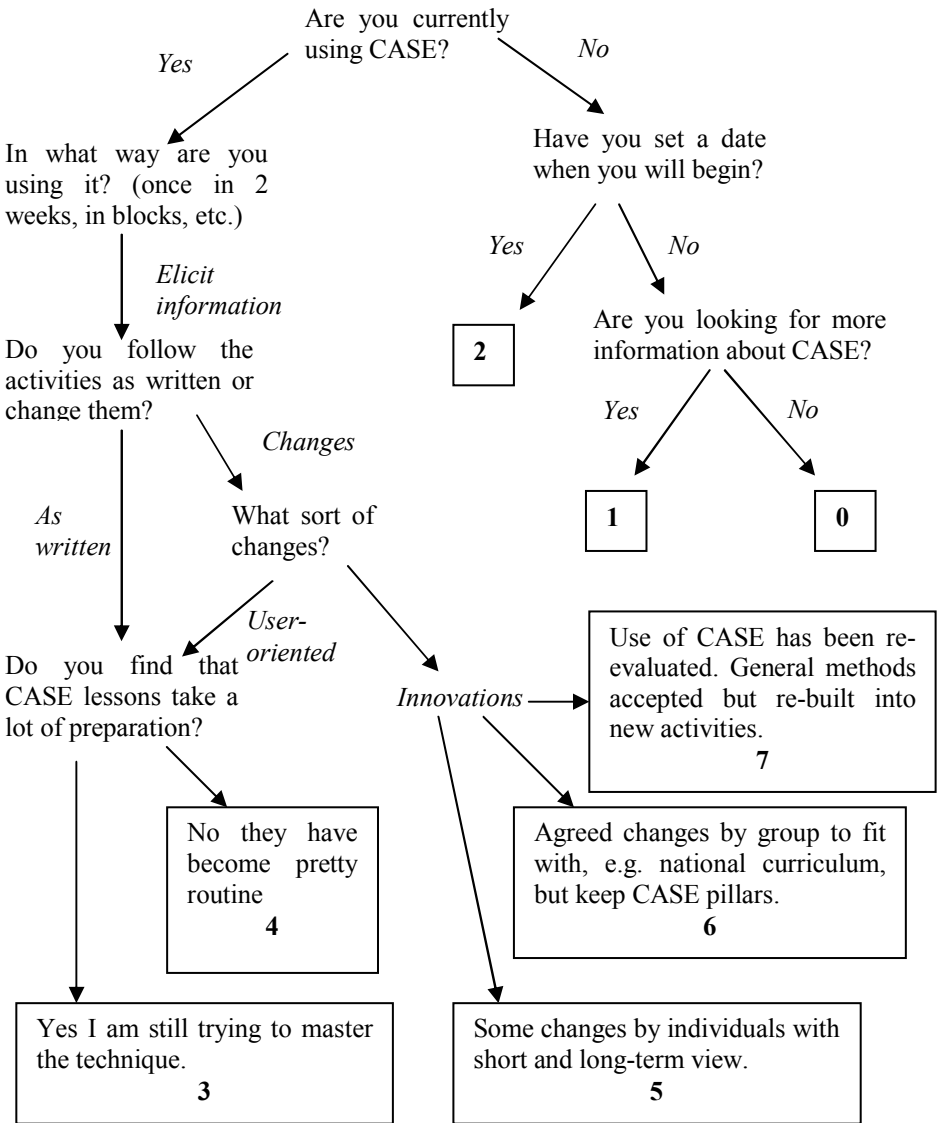 Are you currently
using CASE?
Yes
No
In what way are you
using it? (once in 2
weeks, in blocks, etc.)
Have you set a date
when you will begin?
Elicit
information
Yes
No
2
Are you looking for more
information about CASE?
Do you follow the
activities as written or
change them?
Yes
No
Changes
1
0
As
written
What sort of
changes?
User-
oriented
Do you find that
CASE lessons take a
lot of preparation?
Innovations
Use of CASE has been re-
evaluated. General methods
accepted but re-built into
new activities.
7
No they have
become pretty
routine
4
Agreed changes by group to fit
with, e.g. national curriculum,
but keep CASE pillars.
6
Yes I am still trying to master
the technique.
3
Some changes by individuals with
short and long-term view.
5